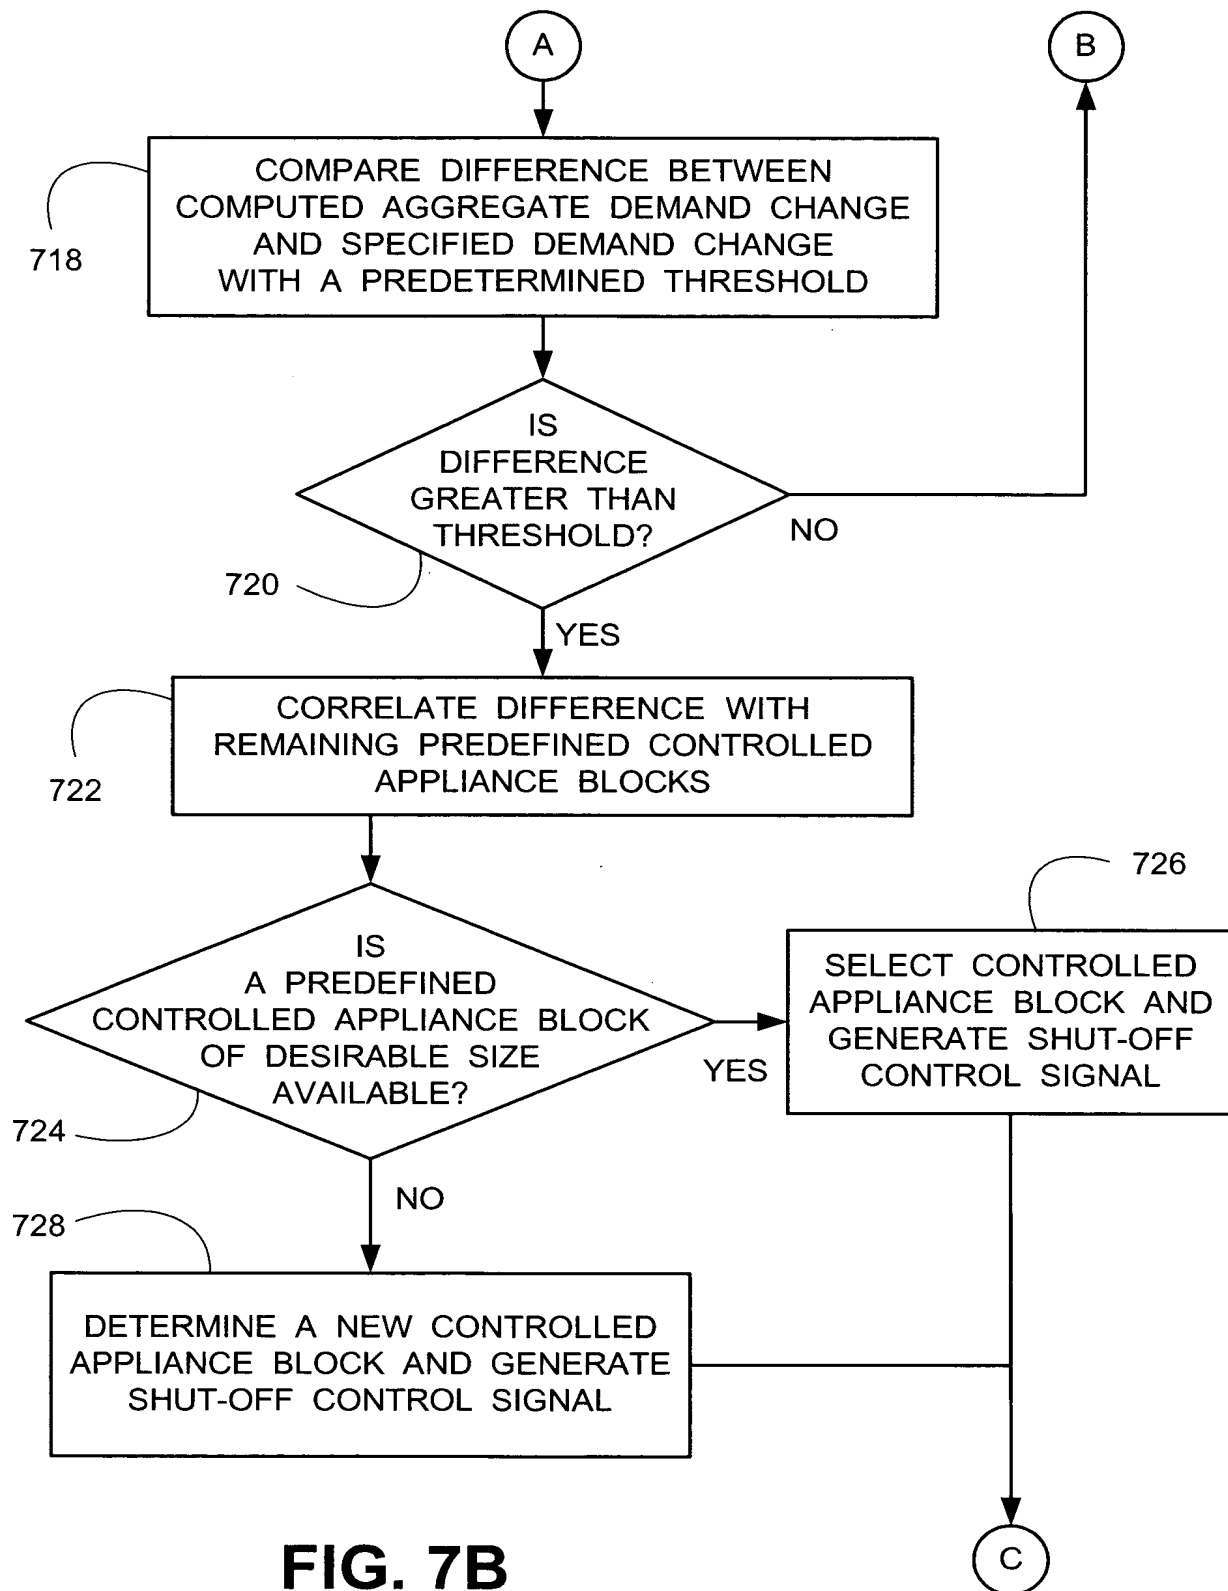 A
B
COMPARE DIFFERENCE BETWEEN
COMPUTED AGGREGATE DEMAND CHANGE
AND SPECIFIED DEMAND CHANGE
WITH A PREDETERMINED THRESHOLD
718
IS
DIFFERENCE
GREATER THAN
THRESHOLD?
NO
720
YES
CORRELATE DIFFERENCE WITH
REMAINING PREDEFINED CONTROLLED
APPLIANCE BLOCKS
722
726
IS
A PREDEFINED
CONTROLLED APPLIANCE BLOCK
OF DESIRABLE SIZE
AVAILABLE?
YES
SELECT CONTROLLED
APPLIANCE BLOCK AND
GENERATE SHUT-OFF
CONTROL SIGNAL
724
NO
728
DETERMINE A NEW CONTROLLED
APPLIANCE BLOCK AND GENERATE
SHUT-OFF CONTROL SIGNAL
C
FIG. 7B